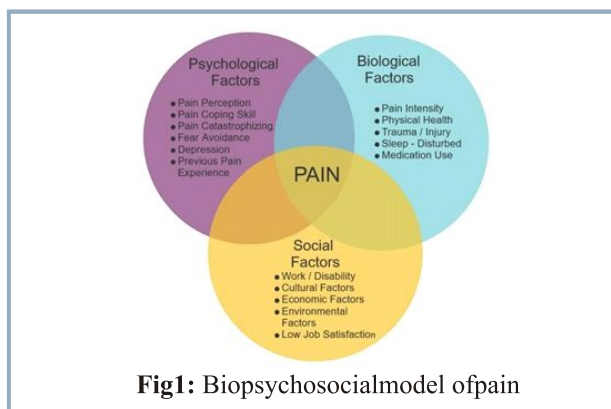 Psychological
Factors
● Pain Perception
● Pain Coping Skill
● Pain Catastrophizing
● Fear Avoidance
● Depression
● Previous Pain
Experience
Biological
Factors
● Pain Intensity
● Physical Health
● Trauma / Injury
● Sleep - Disturbed
● Medication Use
PAIN
Social
Factors
● Work / Disability
● Cultural Factors
● Economic Factors
● Environmental
Factors
● Low Job Satisfaction
Fig1: Biopsychosocialmodel ofpain